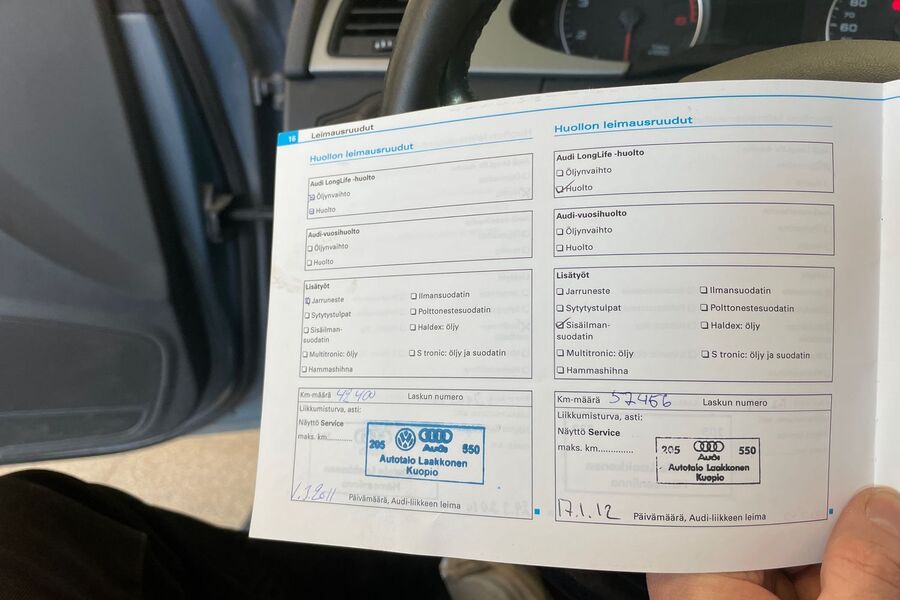 16 Leimausruudut
Huollon leimausruudut
Audi LongLife -huolto
Öljynvaihto
Huolto
Audi-vuosihuolto
Öljynvaihto
Huolto
Lisätyöt
Jarruneste
Ilmansuodatin
Sytytystulpat
Polttonestesuodatin
Sisäilman-
suodatin
Haldex: öljy
Multitronic: öljy
S tronic: öljy ja suodatin
Hammashihna
Km-määrä 42400 Laskun numero
Liikkumisturva, asti:
Näyttö Service
maks. km............
205 Audi 550
Autotalo Laakkonen
Kuopio
1.3.2011 Päivämäärä, Audi-liikkeen leima
Huollon leimausruudut
Audi LongLife -huolto
Öljynvaihto
Huolto
Audi-vuosihuolto
Öljynvaihto
Huolto
Lisätyöt
Jarruneste
Ilmansuodatin
Sytytystulpat
Polttonestesuodatin
Sisäilman-
suodatin
Haldex: öljy
Multitronic: öljy
S tronic: öljy ja suodatin
Hammashihna
Km-määrä 57466 Laskun numero
Liikkumisturva, asti:
Näyttö Service
maks. km.............
205 Audi 550
Autotalo Laakkonen
Kuopio
17.1.12 Päivämäärä, Audi-liikkeen leima
80
60